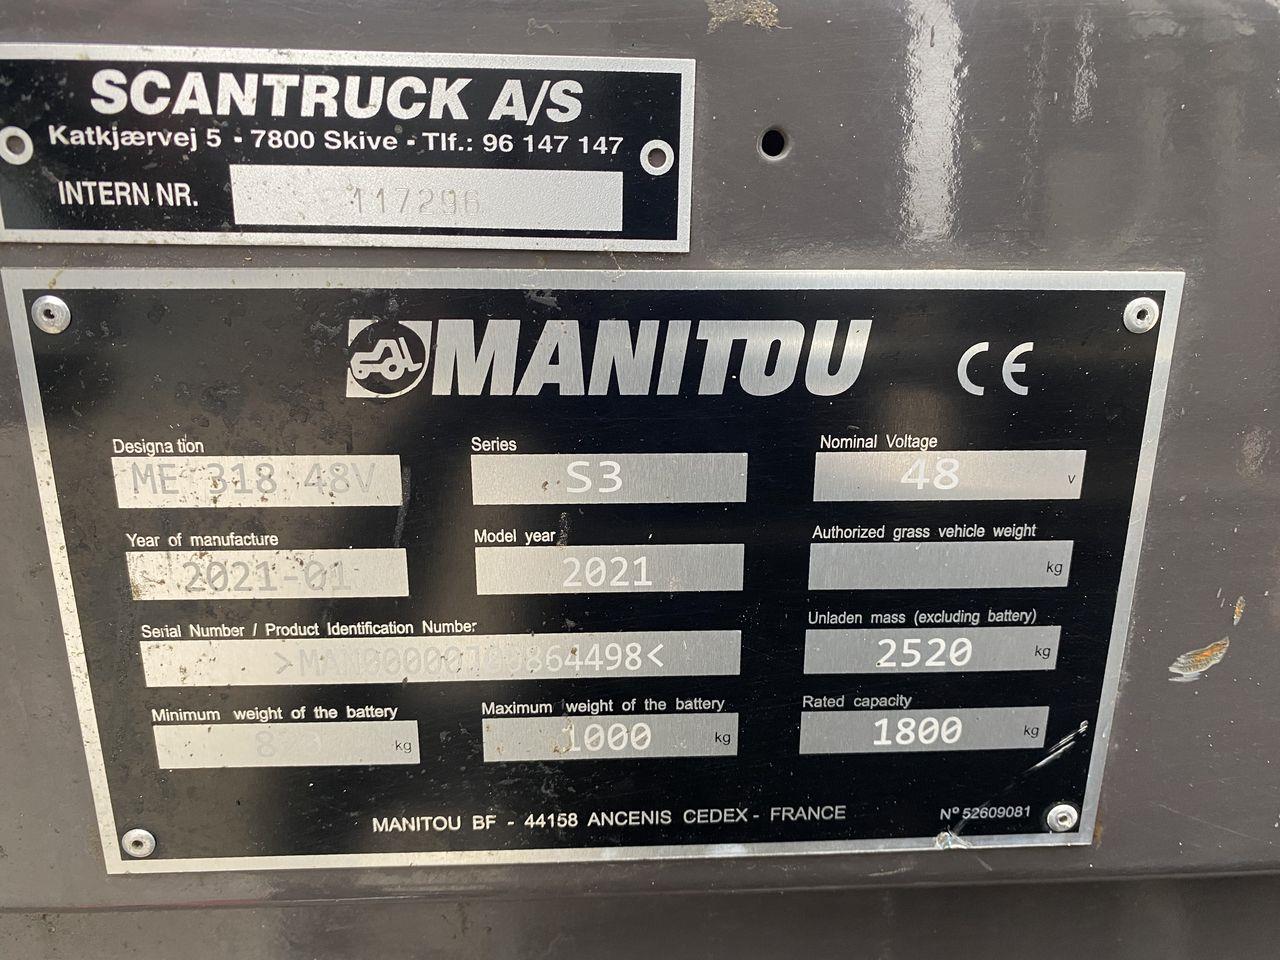 SCANTRUCK A/S
Katkjærvej 5 - 7800 Skive - Tlf.: 96 147 147
INTERN NR. 117296
MANITOU CE
Designation Series Nominal Voltage
ME 318 48V S3 48 V
Year of manufacture Model year Authorized grass vehicle weight
2021-01 2021 kg
Serial Number / Product Identification Number Unladen mass (excluding battery)
2520 kg
Minimum weight of the battery Maximum weight of the battery Rated capacity
kg 1000 kg 1800 kg
MANITOU BF - 44158 ANCENIS CEDEX - FRANCE Nº 52609081